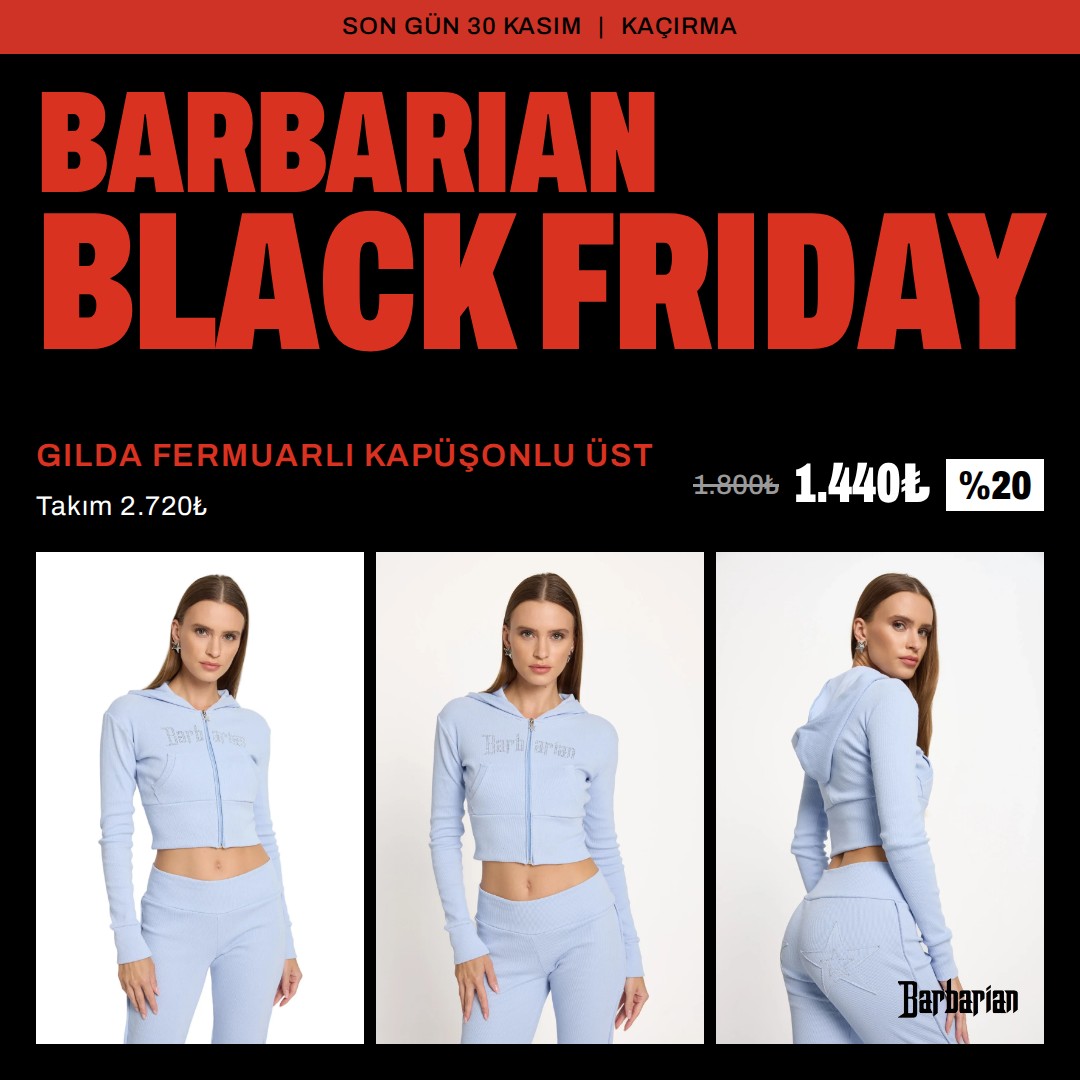 SON GÜN 30 KASIM | KAÇIRMA
BARBARIAN
BLACK FRIDAY
GILDA FERMUARLI KAPÜŞONLU ÜST
1.800₺ 1.440₺ %20
Takım 2.720₺
Barbarian
Barbarian
Barbarian